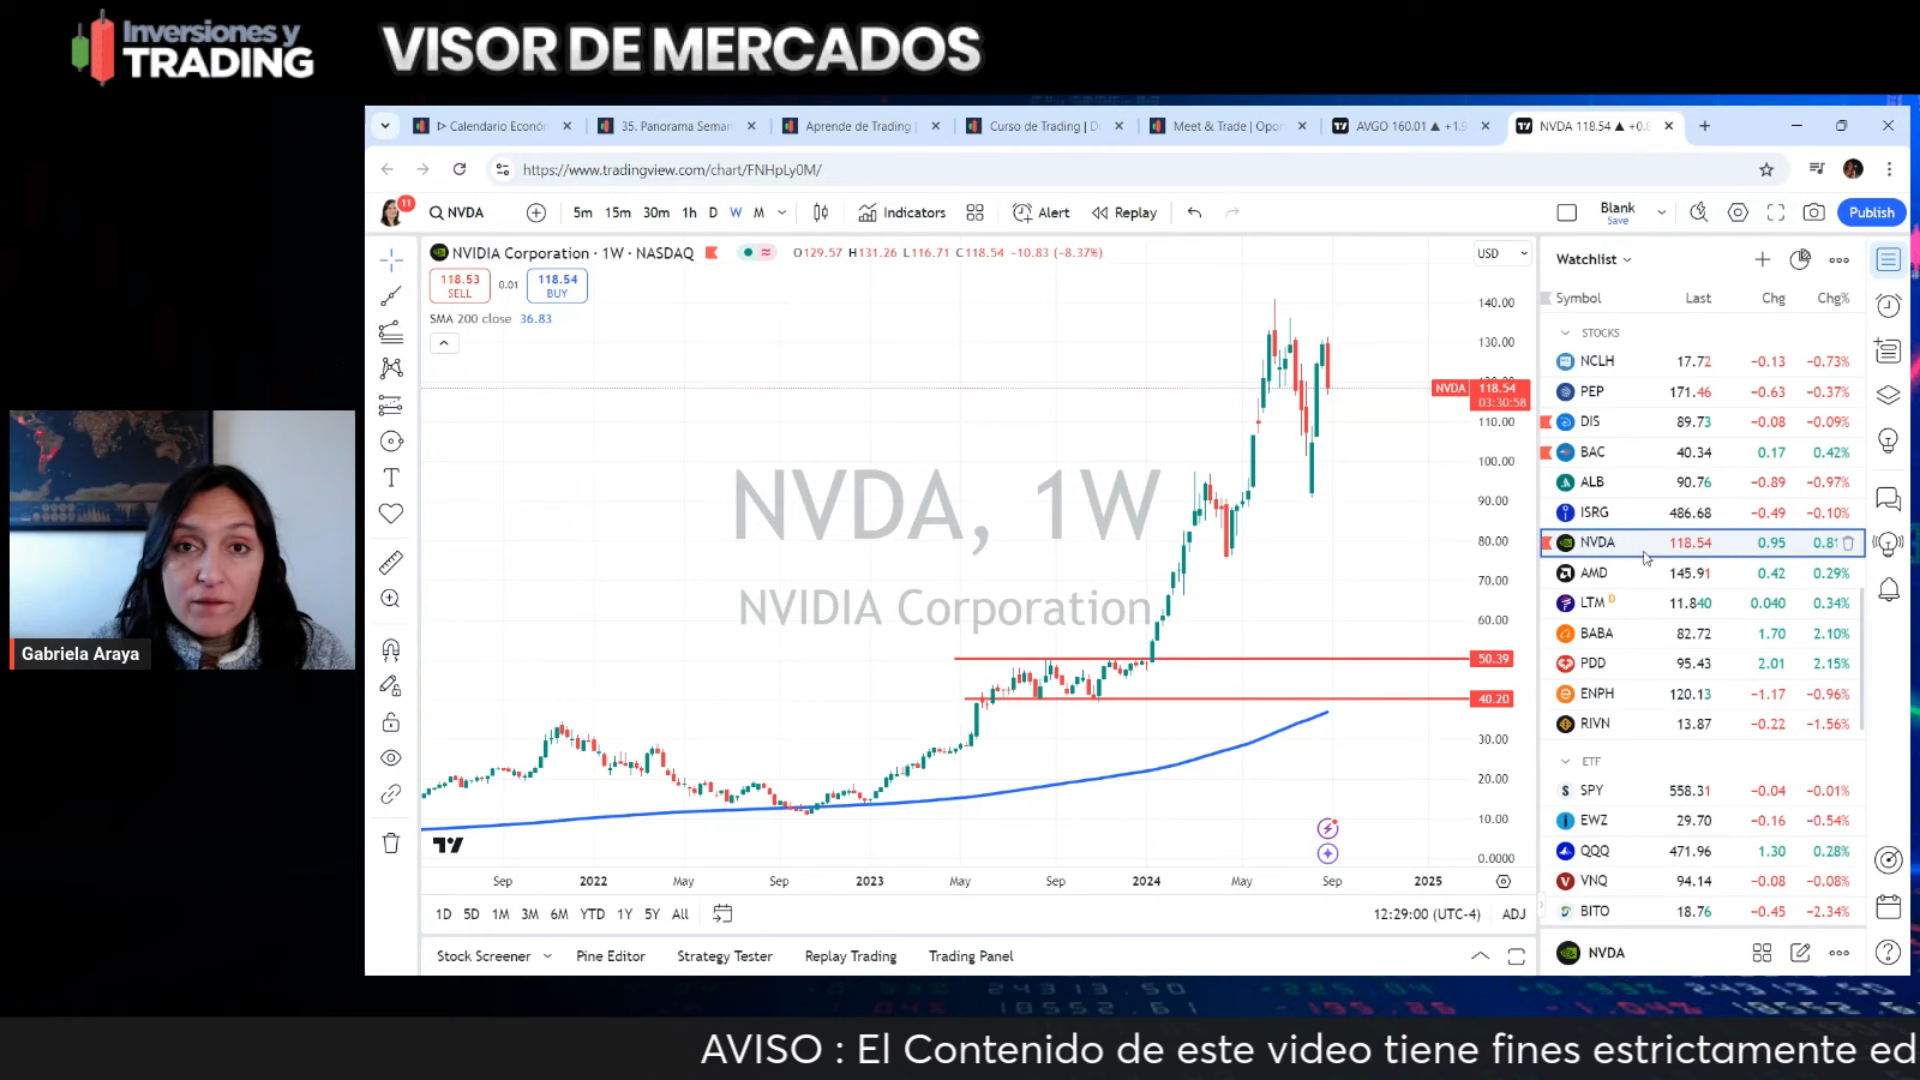 Inversiones y
TRADING
VISOR DE MERCADOS
Calendario Econó
35. Panorama Seman
Aprende de Trading |
Curso de Trading | D
Meet & Trade | Opor
AVGO 160.01 ▲ +1.9
NVDA 118.54 ▲ +0.8
https://www.tradingview.com/chart/FNHpLy0M/
11
NVDA
5m 15m 30m 1h D W M
Indicators
Alert
Replay
Blank
Save
Publish
NVIDIA Corporation · 1W · NASDAQ
O129.57 H131.26 L116.71 C118.54 −10.83 (−8.37%)
118.53
SELL
0.01
118.54
BUY
SMA 200 close 36.83
USD
140.00
130.00
NVDA 118.54
03:30:58
110.00
100.00
90.00
80.00
70.00
60.00
50.39
40.20
30.00
20.00
10.00
0.0000
NVDA, 1W
NVIDIA Corporation
Sep 2022 May Sep 2023 May Sep 2024 May Sep 2025
1D 5D 1M 3M 6M YTD 1Y 5Y All
12:29:00 (UTC-4) ADJ
Stock Screener Pine Editor Strategy Tester Replay Trading Trading Panel
Watchlist
Symbol Last Chg Chg%
STOCKS
NCLH 17.72 −0.13 −0.73%
PEP 171.46 −0.63 −0.37%
DIS 89.73 −0.08 −0.09%
BAC 40.34 0.17 0.42%
ALB 90.76 −0.89 −0.97%
ISRG 486.68 −0.49 −0.10%
NVDA 118.54 0.95 0.81
AMD 145.91 0.42 0.29%
LTM D 11.840 0.040 0.34%
BABA 82.72 1.70 2.10%
PDD 95.43 2.01 2.15%
ENPH 120.13 −1.17 −0.96%
RIVN 13.87 −0.22 −1.56%
ETF
SPY 558.31 −0.04 −0.01%
EWZ 29.70 −0.16 −0.54%
QQQ 471.96 1.30 0.28%
VNQ 94.14 −0.08 −0.08%
BITO 18.76 −0.45 −2.34%
NVDA
Gabriela Araya
AVISO : El Contenido de este video tiene fines estrictamente ed